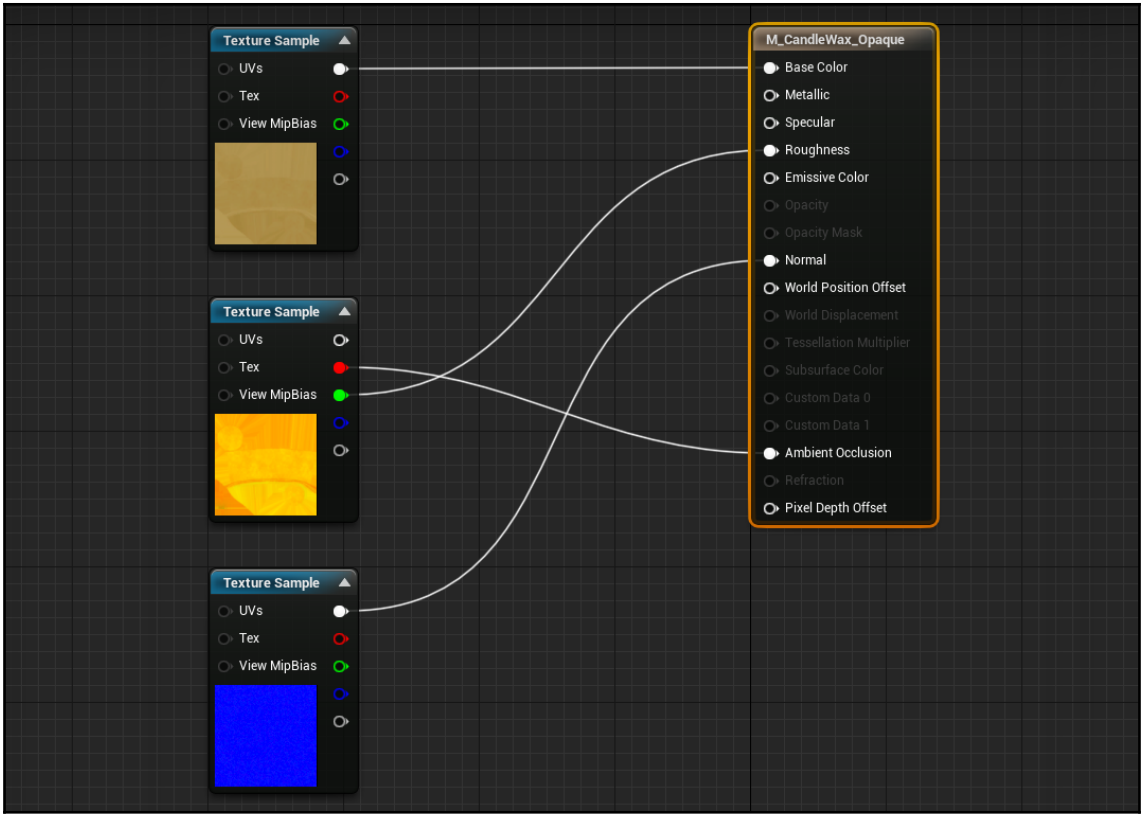 Texture Sample
UVs
Tex
View MipBias
Texture Sample
UVs
Tex
View MipBias
Texture Sample
UVs
Tex
View MipBias
M_CandleWax_Opaque
Base Color
Metallic
Specular
Roughness
Emissive Color
Opacity
Opacity Mask
Normal
World Position Offset
World Displacement
Tessellation Multiplier
Subsurface Color
Custom Data 0
Custom Data 1
Ambient Occlusion
Refraction
Pixel Depth Offset